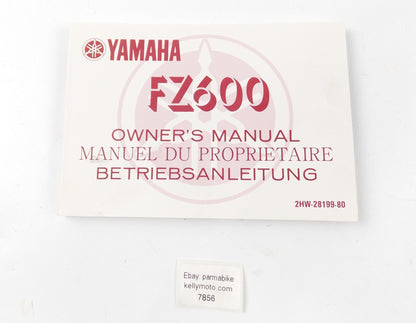 YAMAHA
FZ600
OWNER'S MANUAL
MANUEL DU PROPRIETAIRE
BETRIEBSANLEITUNG
2HW-28199-80
Ebay: parmabike
kellymoto.com
7856